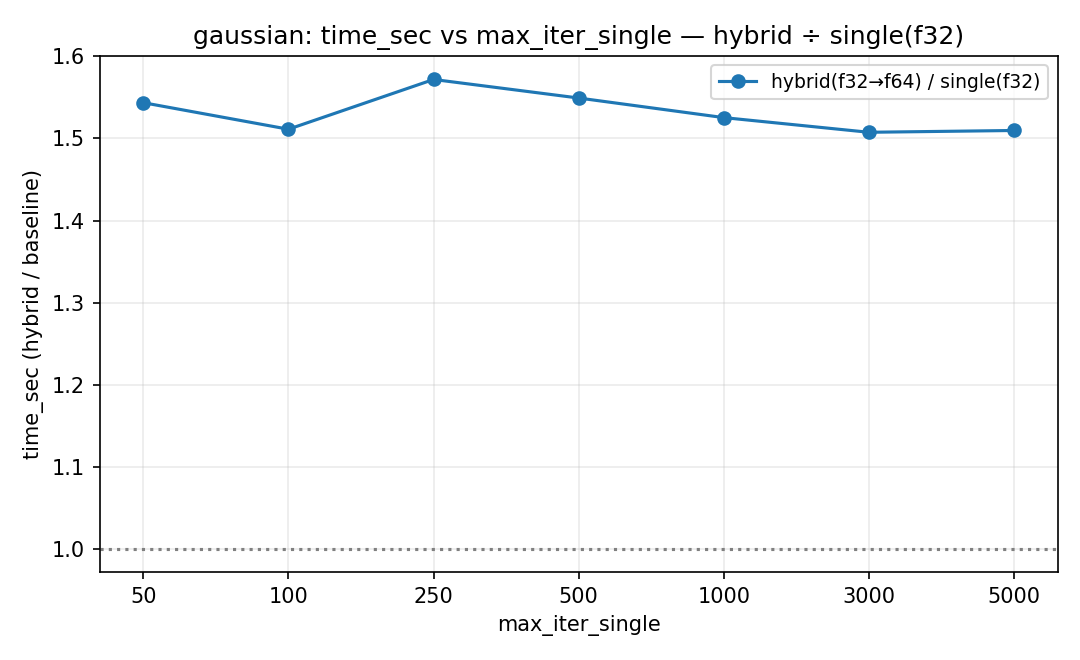 gaussian: time_sec vs max_iter_single — hybrid ÷ single(f32)
hybrid(f32→f64) / single(f32)
time_sec (hybrid / baseline)
1.6
1.5
1.4
1.3
1.2
1.1
1.0
50 100 250 500 1000 3000 5000
max_iter_single